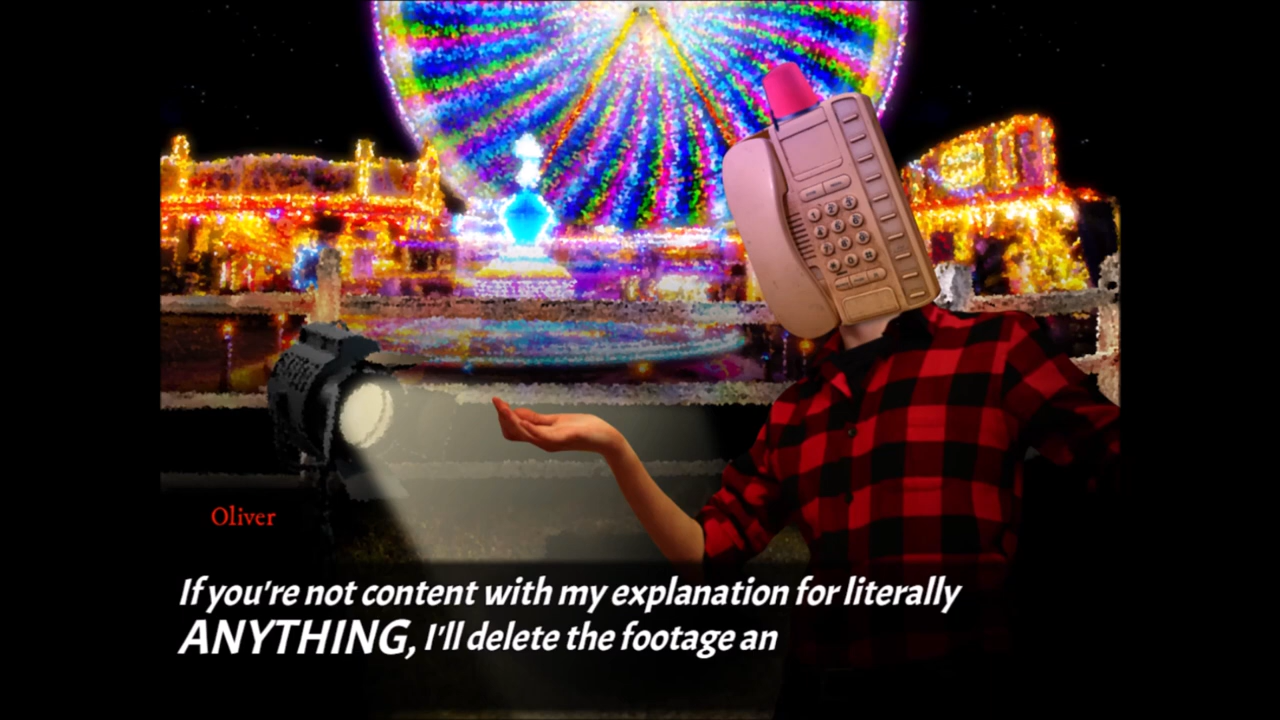 Oliver
If you're not content with my explanation for literally
ANYTHING, I'll delete the footage an